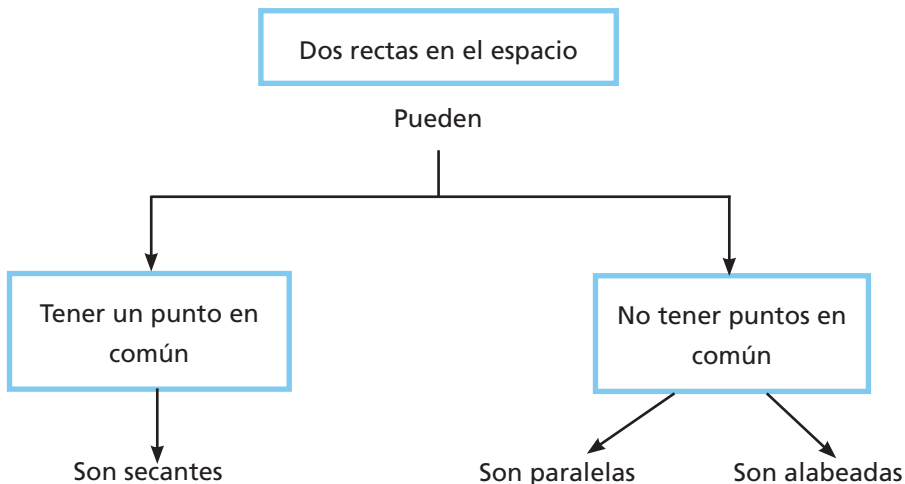 Dos rectas en el espacio
Pueden
Tener un punto en
común
No tener puntos en
común
Son secantes
Son paralelas
Son alabeadas